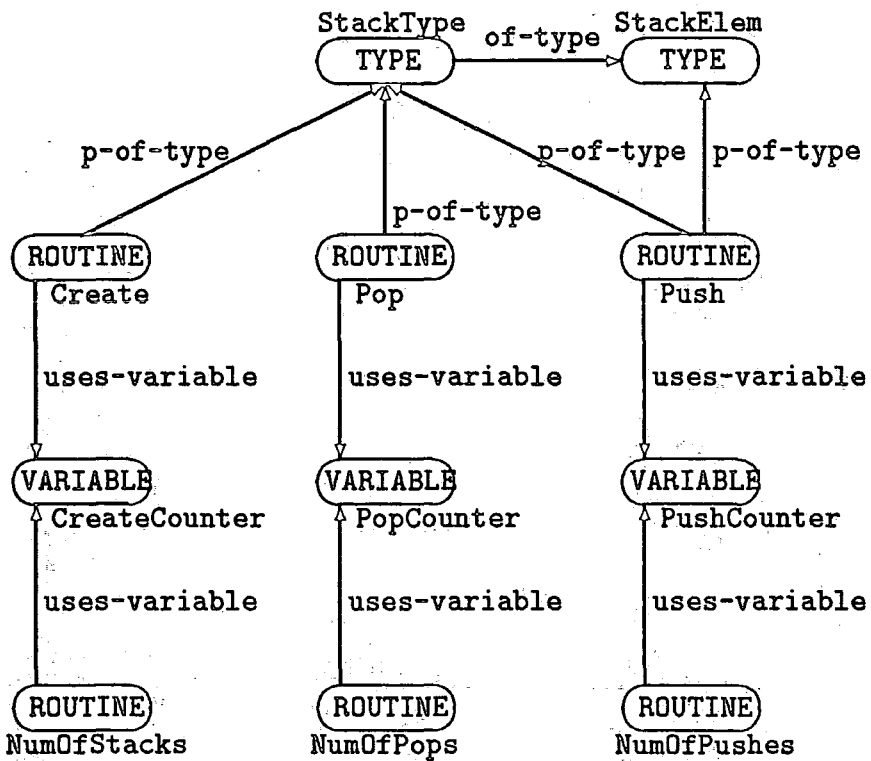 StackType of-type StackElem
TYPE TYPE
p-of-type p-of-type p-of-type
p-of-type
ROUTINE ROUTINE ROUTINE
Create Pop Push
uses-variable uses-variable uses-variable
VARIABLE VARIABLE VARIABLE
CreateCounter PopCounter PushCounter
uses-variable uses-variable uses-variable
ROUTINE ROUTINE ROUTINE
NumOfStacks NumOfPops NumOfPushes